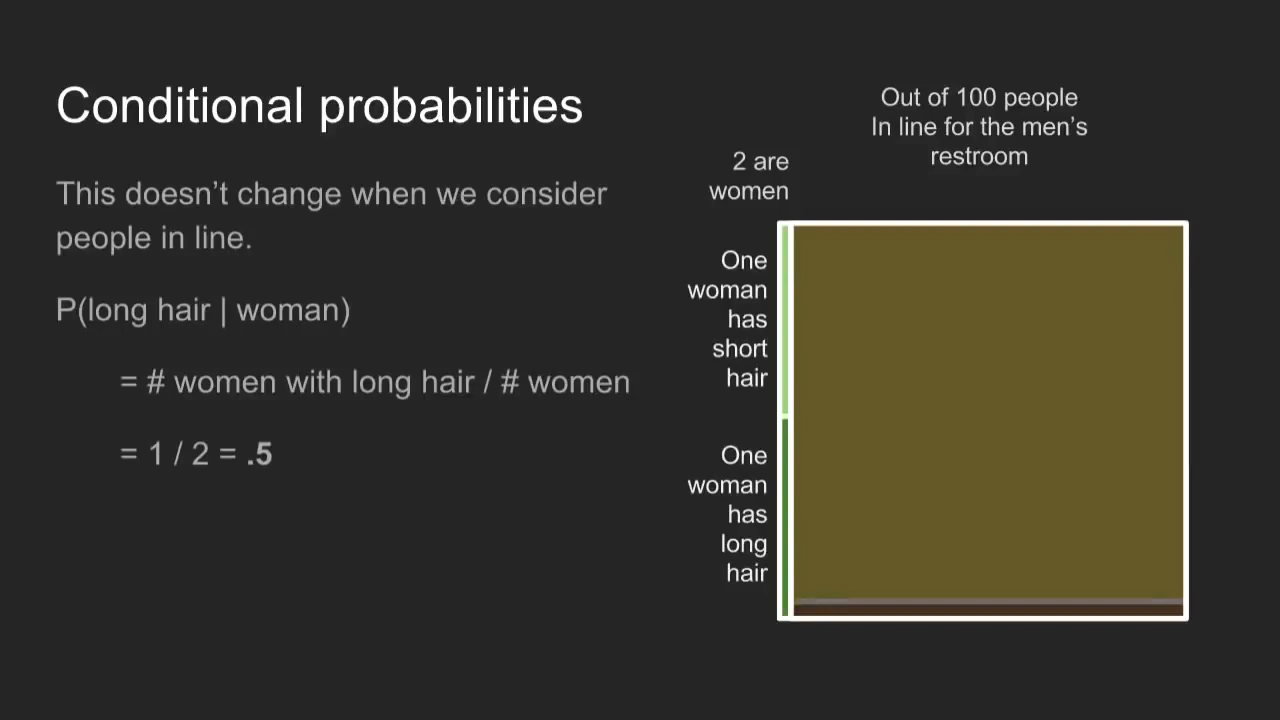 Conditional probabilities
This doesn’t change when we consider
people in line.
P(long hair | woman)
= # women with long hair / # women
= 1 / 2 = .5
Out of 100 people
In line for the men’s
restroom
2 are
women
One
woman
has
short
hair
One
woman
has
long
hair